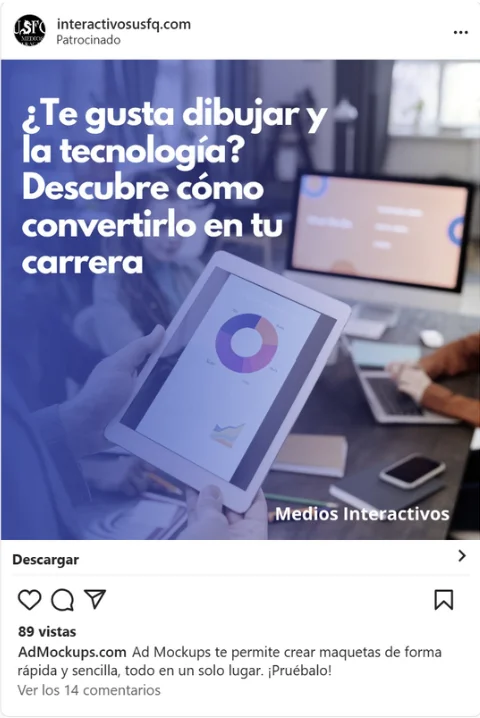 interactivosusfq.com
Patrocinado
¿Te gusta dibujar y
la tecnología?
Descubre cómo
convertirlo en tu
carrera
Medios Interactivos
Descargar
89 vistas
AdMockups.com Ad Mockups te permite crear maquetas de forma
rápida y sencilla, todo en un solo lugar. ¡Pruébalo!
Ver los 14 comentarios